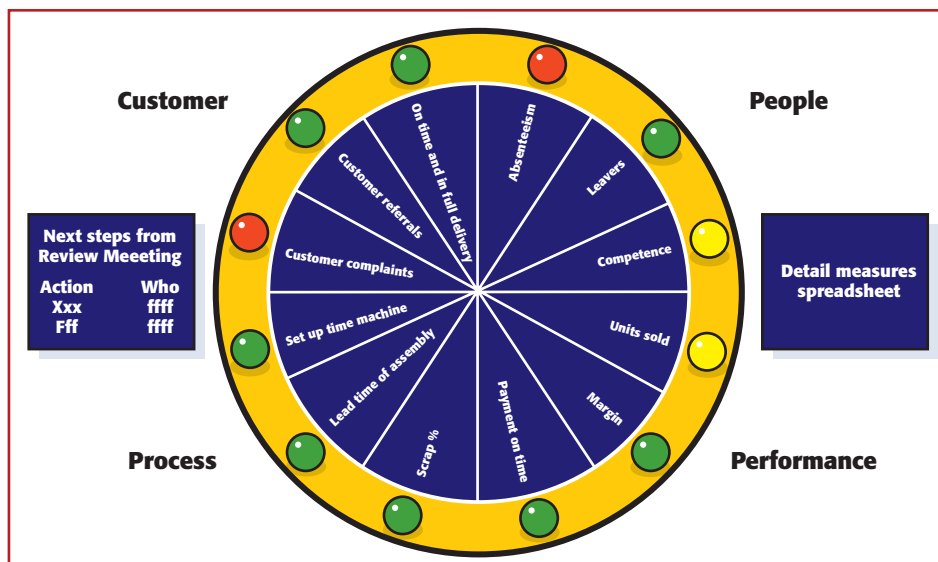 Customer
People
On time and in full delivery
Absenteeism
Customer referrals
Leavers
Customer complaints
Competence
Next steps from
Review Meeeting
Action Who
Xxx ffff
Fff ffff
Detail measures
spreadsheet
Set up time machine
Units sold
Lead time of assembly
Margin
Scrap %
Payment on time
Process
Performance